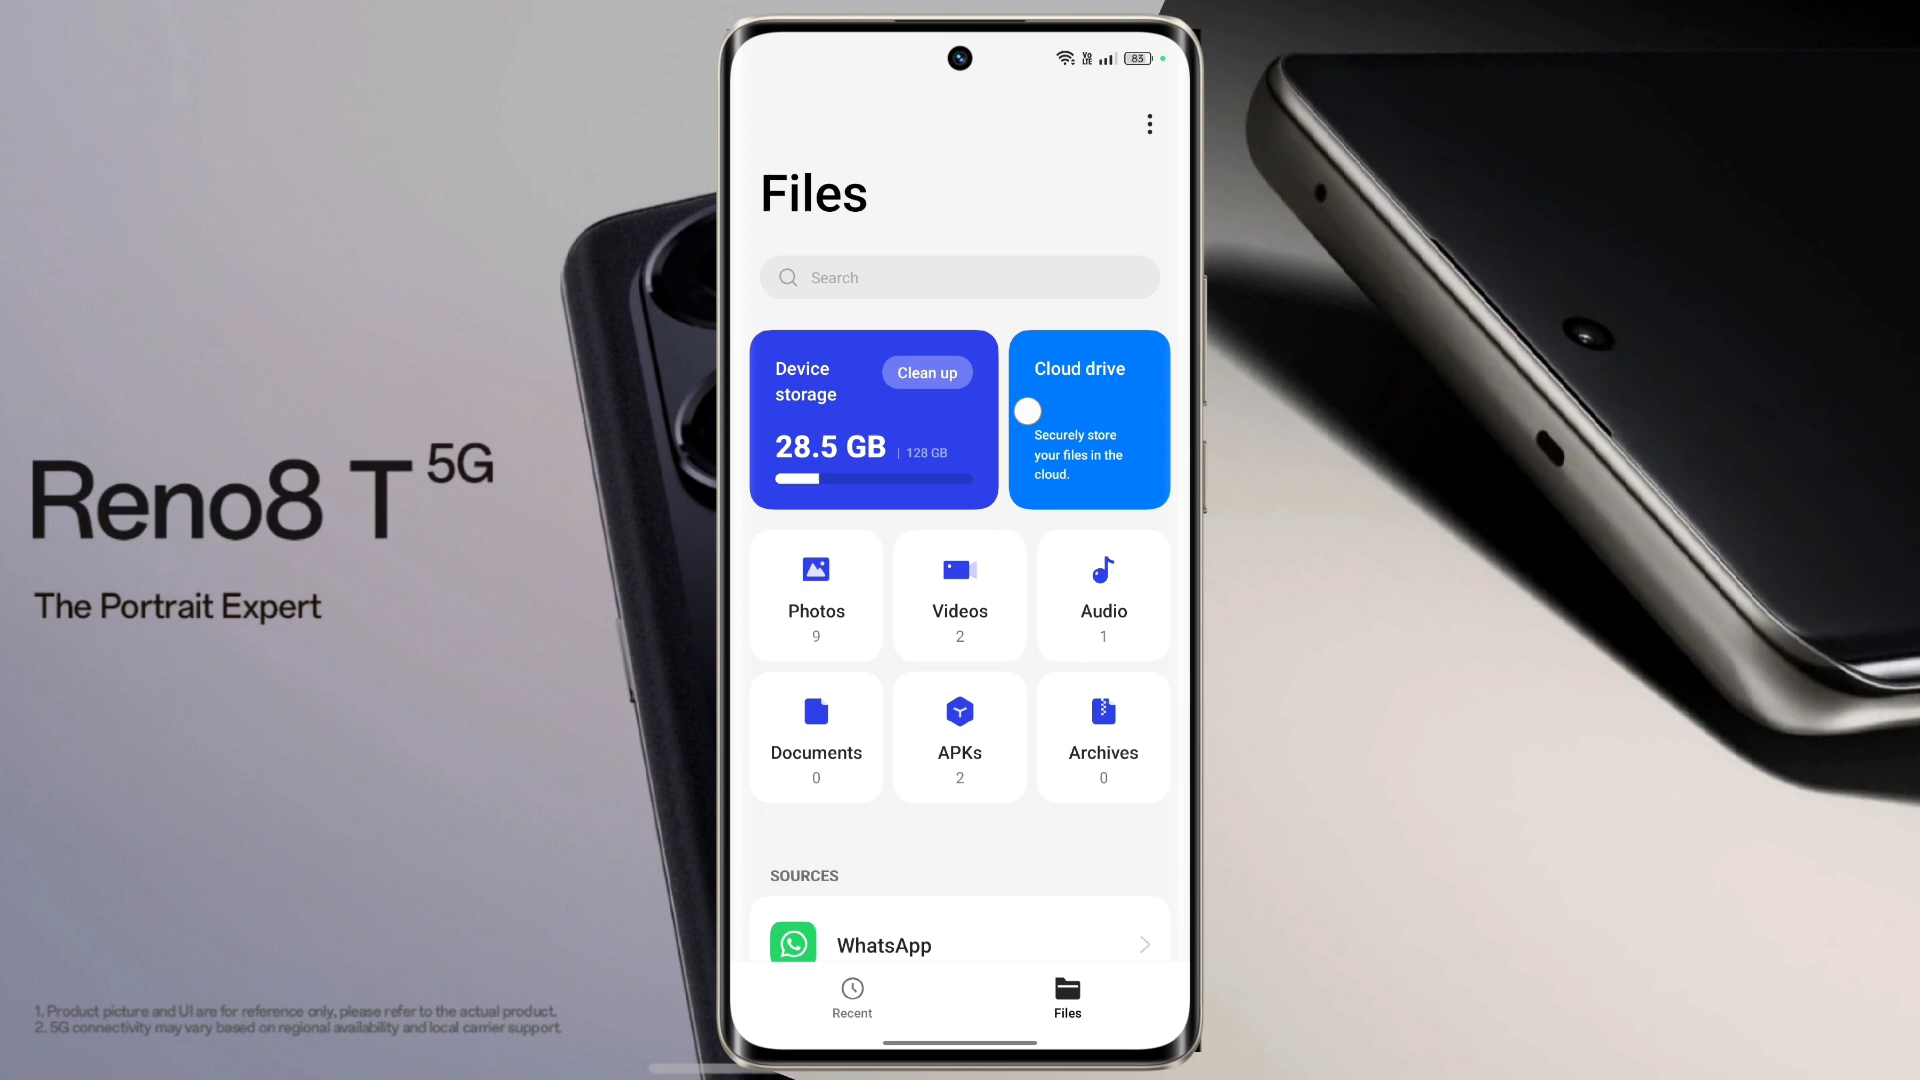 Reno8 T 5G
The Portrait Expert
1. Product picture and UI are for reference only, please refer to the actual product.
2. 5G connectivity may vary based on regional availability and local carrier support.
Vo
LTE
83
Files
Search
Device
storage
Clean up
28.5 GB | 128 GB
Cloud drive
Securely store
your files in the
cloud.
Photos
9
Videos
2
Audio
1
Documents
0
APKs
2
Archives
0
SOURCES
WhatsApp
Recent
Files